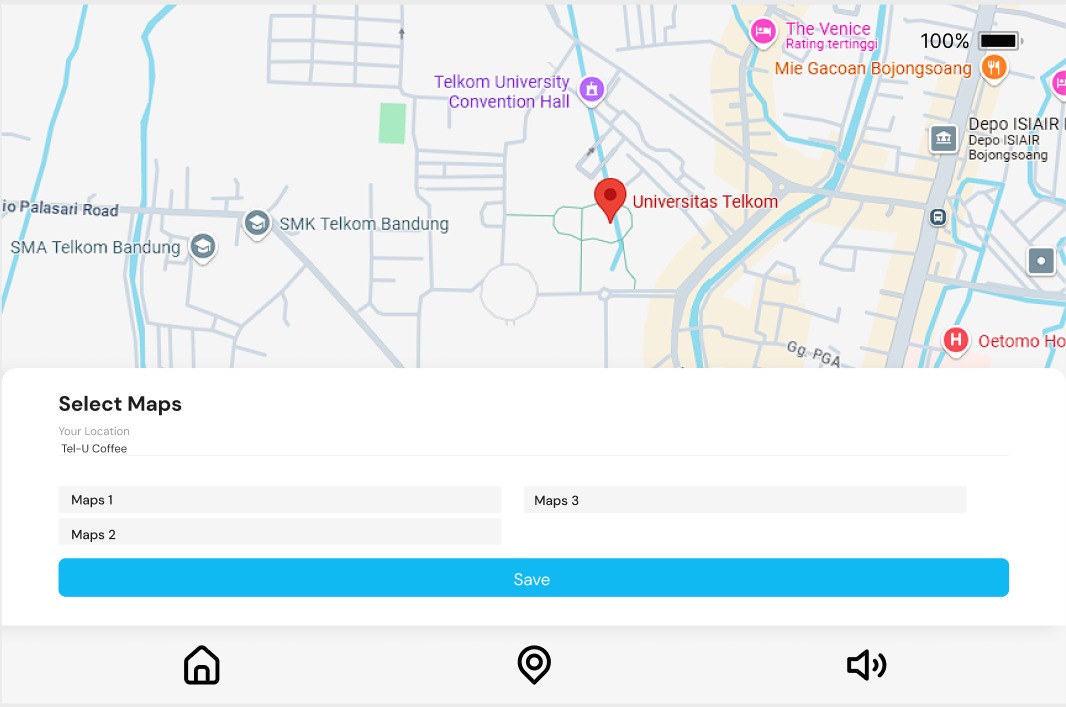 The Venice
Rating tertinggi
100%
Mie Gacoan Bojongsoang
Telkom University
Convention Hall
Depo ISIAIR
Depo ISIAIR
Bojongsoang
Universitas Telkom
io Palasari Road
SMK Telkom Bandung
SMA Telkom Bandung
Gg. PGA
H
Oetomo Ho
Select Maps
Your Location
Tel-U Coffee
Maps 1
Maps 3
Maps 2
Save